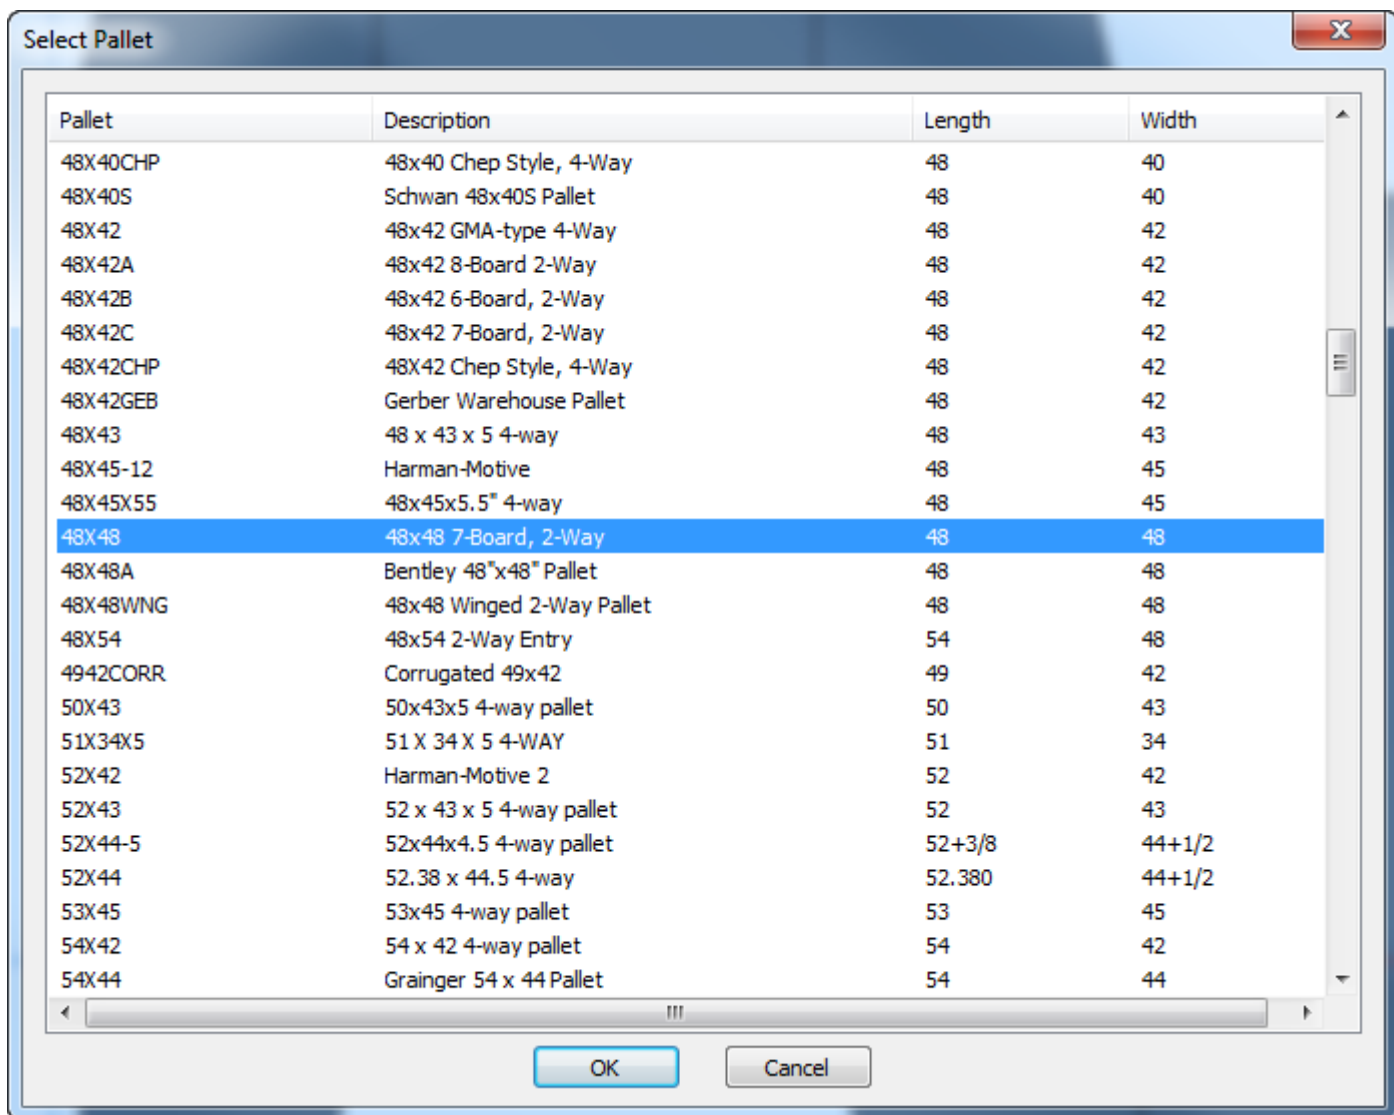 Select Pallet
Pallet Description Length Width
48X40CHP 48x40 Chep Style, 4-Way 48 40
48X40S Schwan 48x40S Pallet 48 40
48X42 48x42 GMA-type 4-Way 48 42
48X42A 48x42 8-Board 2-Way 48 42
48X42B 48x42 6-Board, 2-Way 48 42
48X42C 48x42 7-Board, 2-Way 48 42
48X42CHP 48X42 Chep Style, 4-Way 48 42
48X42GEB Gerber Warehouse Pallet 48 42
48X43 48 x 43 x 5 4-way 48 43
48X45-12 Harman-Motive 48 45
48X45X55 48x45x5.5" 4-way 48 45
48X48 48x48 7-Board, 2-Way 48 48
48X48A Bentley 48"x48" Pallet 48 48
48X48WNG 48x48 Winged 2-Way Pallet 48 48
48X54 48x54 2-Way Entry 54 48
4942CORR Corrugated 49x42 49 42
50X43 50x43x5 4-way pallet 50 43
51X34X5 51 X 34 X 5 4-WAY 51 34
52X42 Harman-Motive 2 52 42
52X43 52 x 43 x 5 4-way pallet 52 43
52X44-5 52x44x4.5 4-way pallet 52+3/8 44+1/2
52X44 52.38 x 44.5 4-way 52.380 44+1/2
53X45 53x45 4-way pallet 53 45
54X42 54 x 42 4-way pallet 54 42
54X44 Grainger 54 x 44 Pallet 54 44
OK Cancel